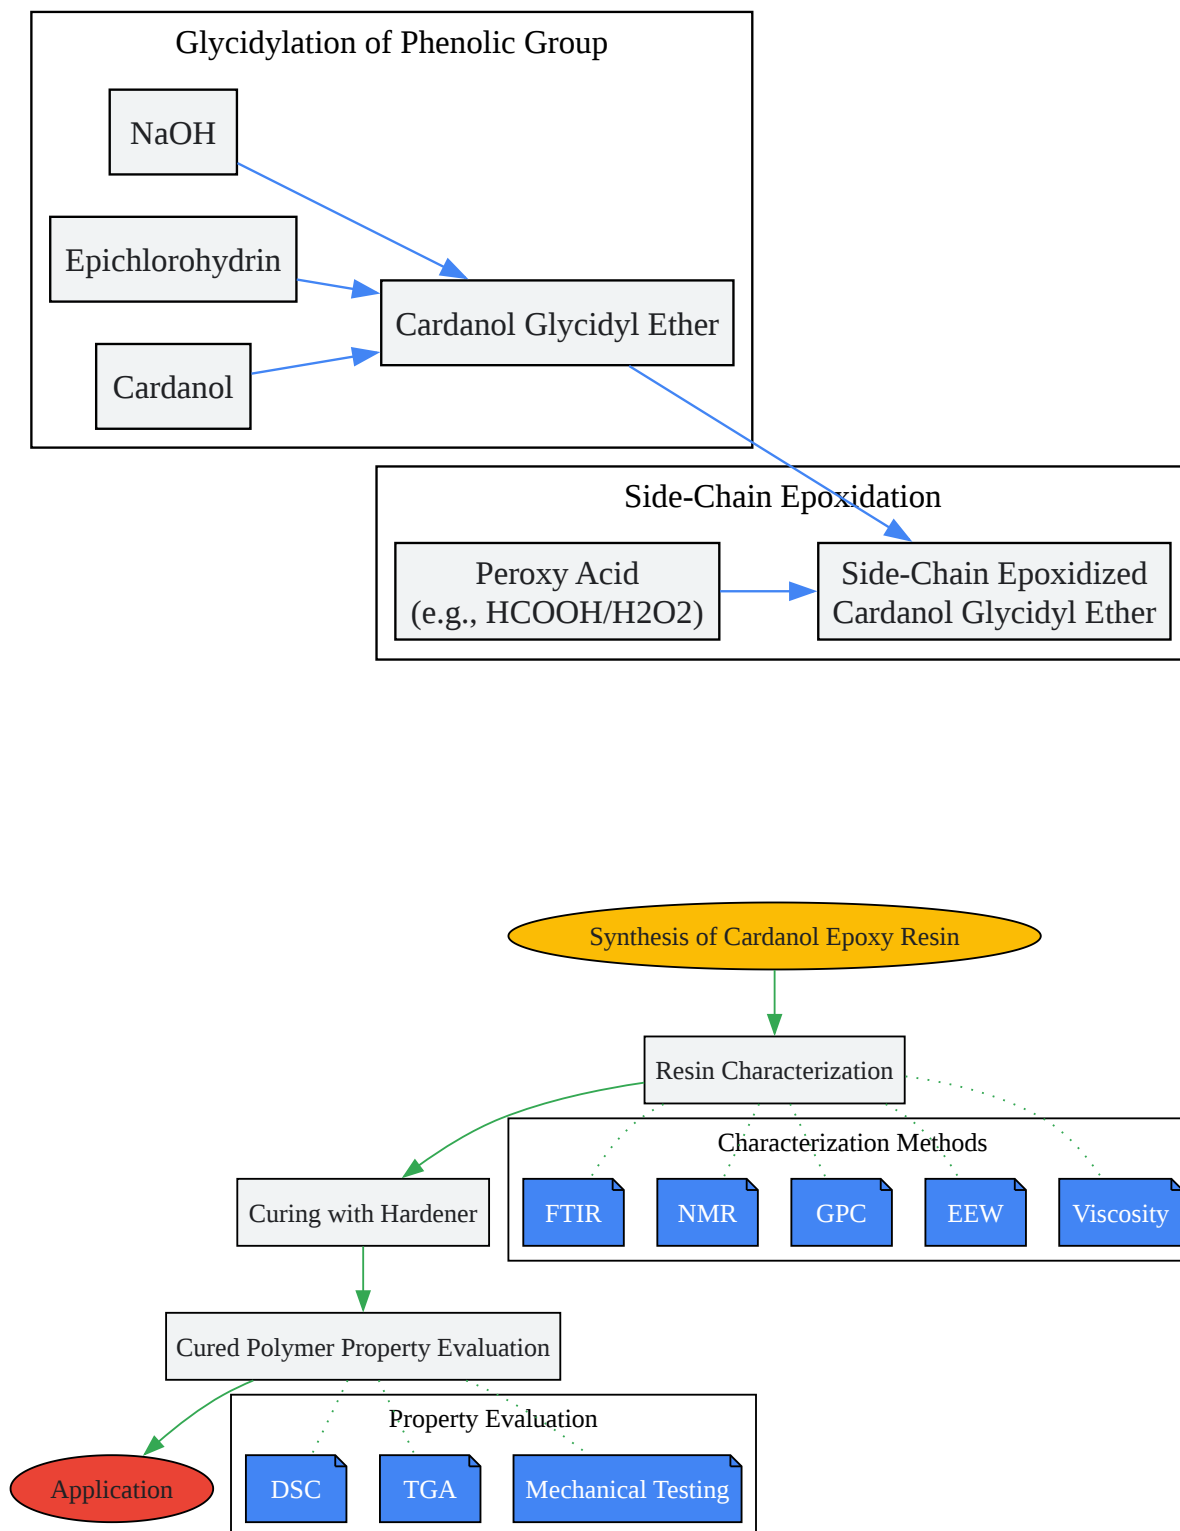 Glycidylation of Phenolic Group
NaOH
Epichlorohydrin
Cardanol Glycidyl Ether
Cardanol
Side-Chain Epoxidation
Peroxy Acid
(e.g., HCOOH/H2O2)
Side-Chain Epoxidized
Cardanol Glycidyl Ether
Synthesis of Cardanol Epoxy Resin
Resin Characterization
Characterization Methods
Curing with Hardener
FTIR
NMR
GPC
EEW
Viscosity
Cured Polymer Property Evaluation
Property Evaluation
Application
DSC
TGA
Mechanical Testing